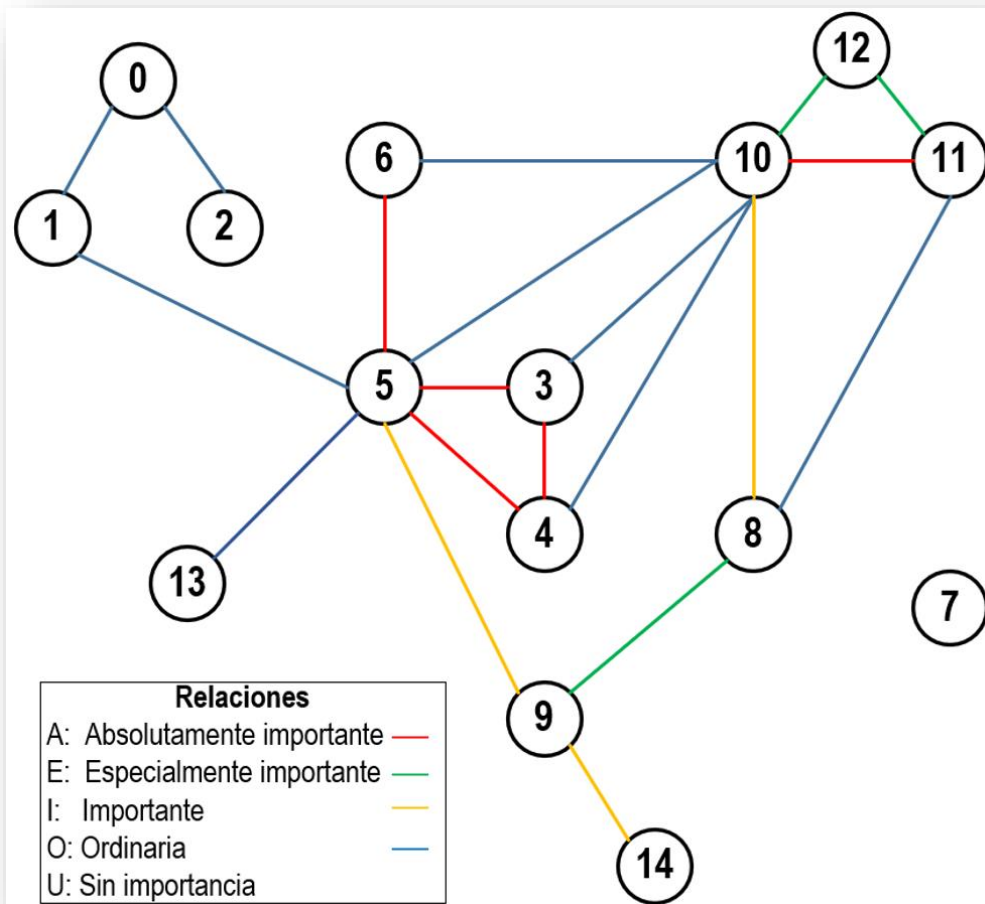 12
0
6
10
11
1
2
5
3
4
8
13
7
9
14
Relaciones
A: Absolutamente importante
E: Especialmente importante
I: Importante
O: Ordinaria
U: Sin importancia